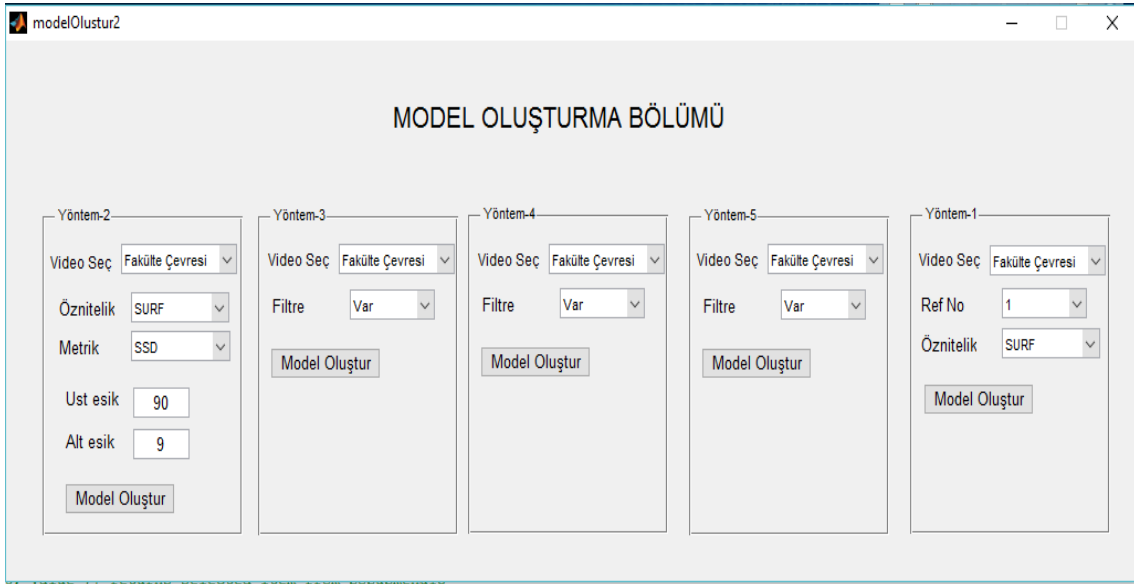 modelOlustur2
MODEL OLUŞTURMA BÖLÜMÜ
Yöntem-2
Video Seç Fakülte Çevresi
Öznitelik SURF
Metrik SSD
Ust esik 90
Alt esik 9
Model Oluştur
Yöntem-3
Video Seç Fakülte Çevresi
Filtre Var
Model Oluştur
Yöntem-4
Video Seç Fakülte Çevresi
Filtre Var
Model Oluştur
Yöntem-5
Video Seç Fakülte Çevresi
Filtre Var
Model Oluştur
Yöntem-1
Video Seç Fakülte Çevresi
Ref No 1
Öznitelik SURF
Model Oluştur